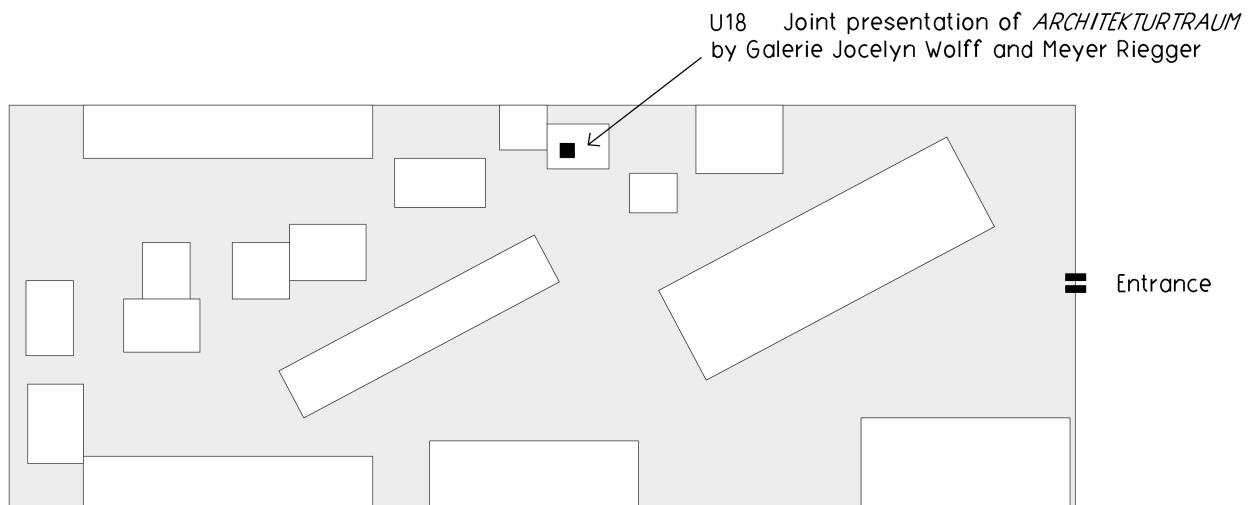 U18 Joint presentation of ARCHITEKTURTRAUM
by Galerie Jocelyn Wolff and Meyer Riegger
Entrance